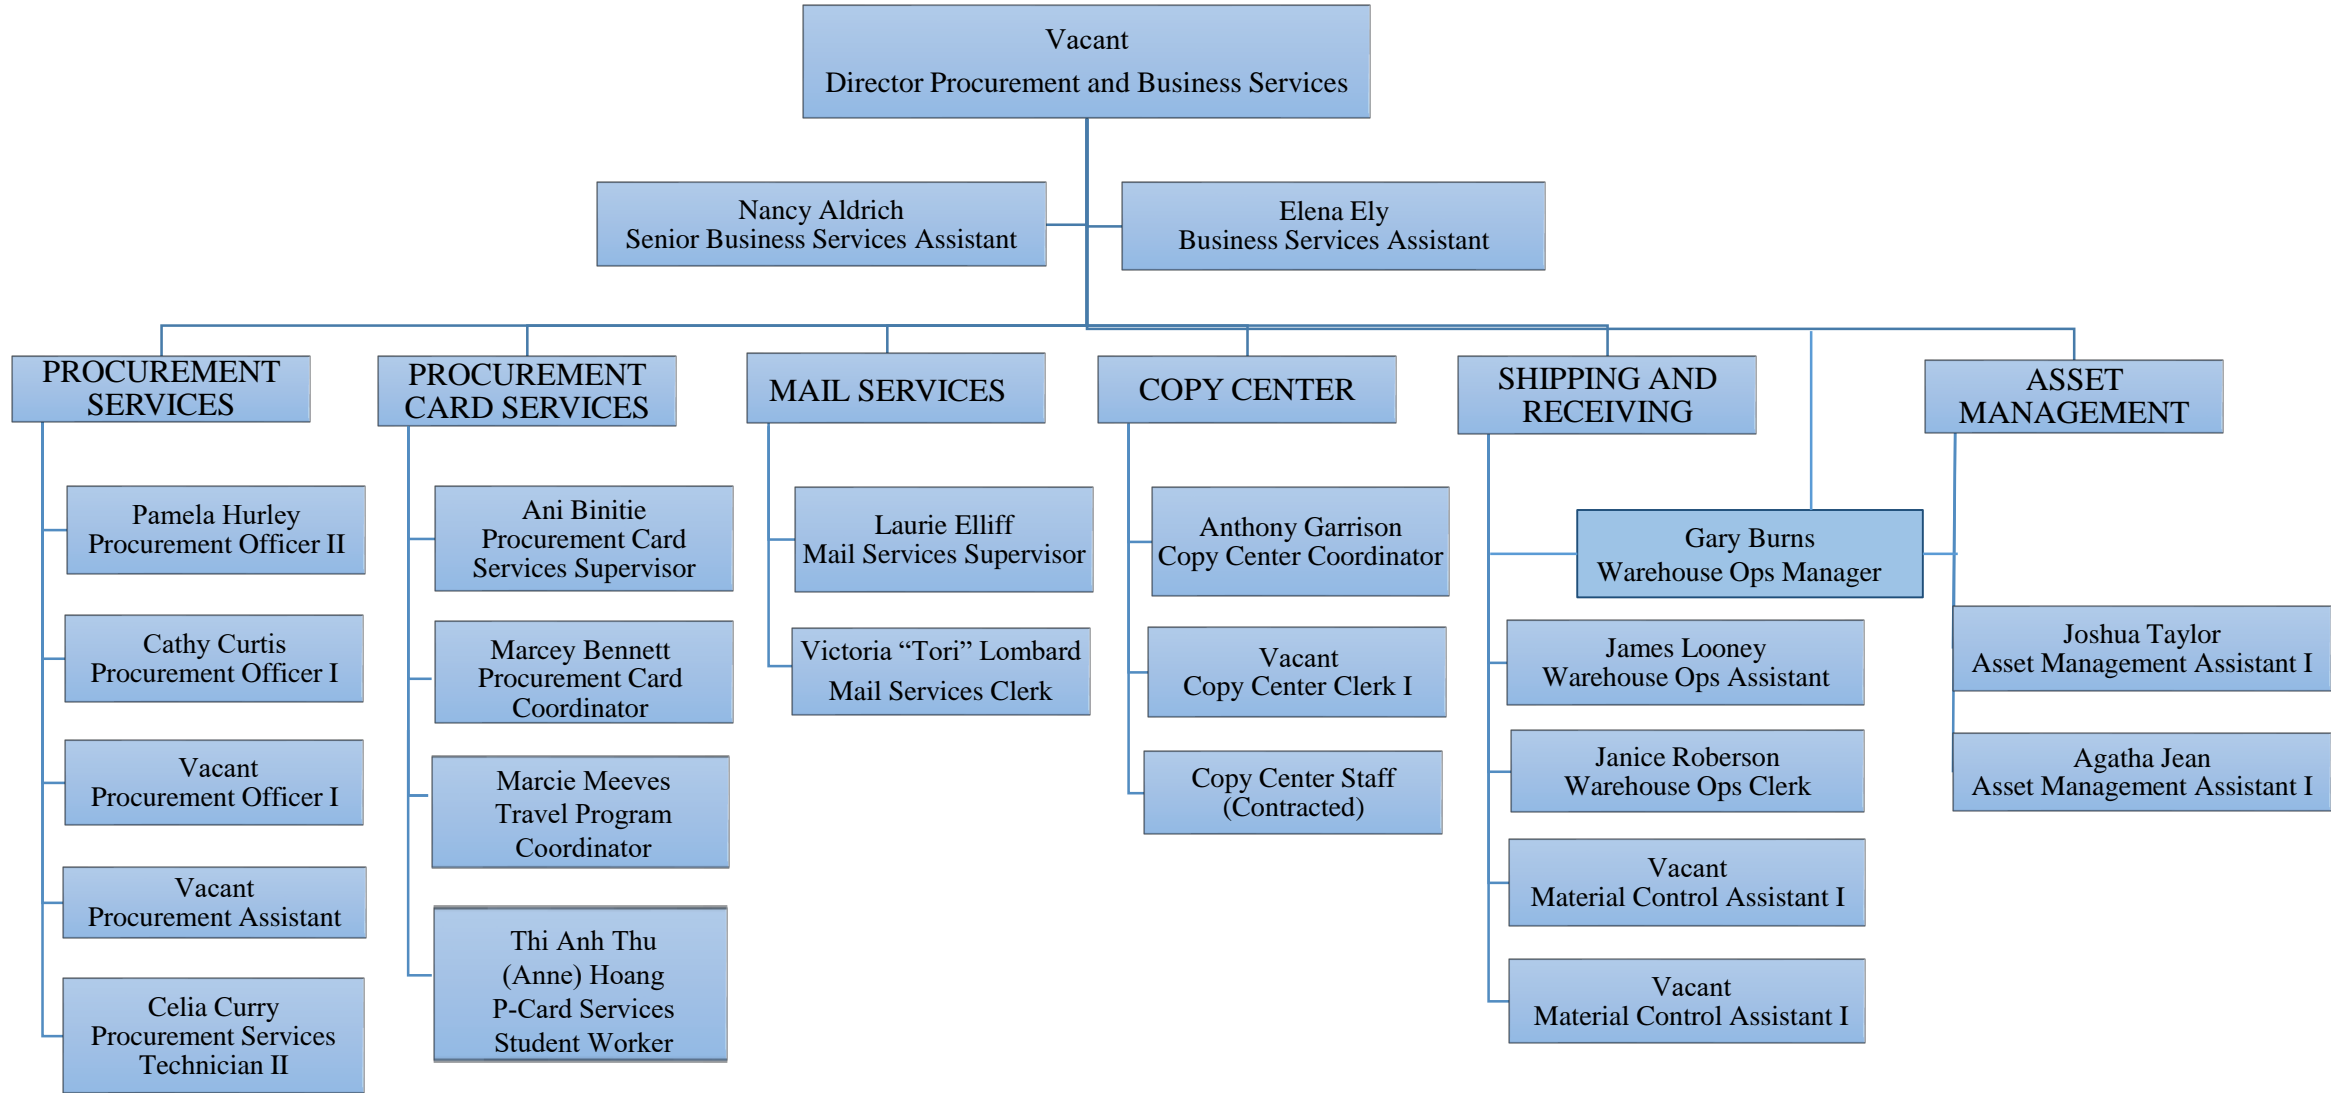 Vacant
Director Procurement and Business Services
Nancy Aldrich
Senior Business Services Assistant
Elena Ely
Business Services Assistant
PROCUREMENT
SERVICES
Pamela Hurley
Procurement Officer II
Cathy Curtis
Procurement Officer I
Vacant
Procurement Officer I
Vacant
Procurement Assistant
Celia Curry
Procurement Services
Technician II
PROCUREMENT
CARD SERVICES
Ani Binitie
Procurement Card
Services Supervisor
Marcey Bennett
Procurement Card
Coordinator
Marcie Meeves
Travel Program
Coordinator
Thi Anh Thu
(Anne) Hoang
P-Card Services
Student Worker
MAIL SERVICES
Laurie Elliff
Mail Services Supervisor
Victoria “Tori” Lombard
Mail Services Clerk
COPY CENTER
Anthony Garrison
Copy Center Coordinator
Vacant
Copy Center Clerk I
Copy Center Staff
(Contracted)
SHIPPING AND
RECEIVING
Gary Burns
Warehouse Ops Manager
James Looney
Warehouse Ops Assistant
Janice Roberson
Warehouse Ops Clerk
Vacant
Material Control Assistant I
Vacant
Material Control Assistant I
ASSET
MANAGEMENT
Joshua Taylor
Asset Management Assistant I
Agatha Jean
Asset Management Assistant I